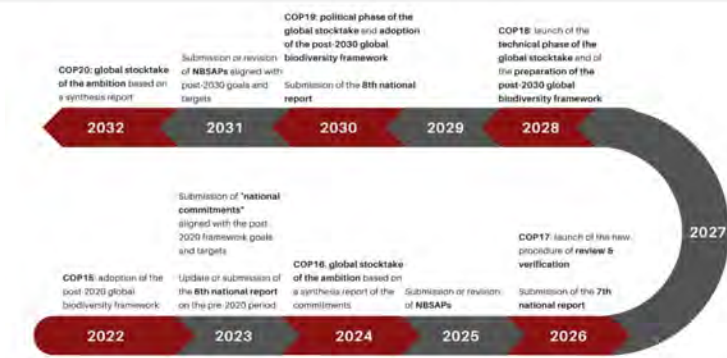 COP19: political phase of the
global stocktake and adoption
of the post-2030 global
biodiversity framework
Submission of the 8th national
report
COP18: launch of the
technical phase of the
global stocktake and of
the preparation of the
post-2030 global
biodiversity framework
Submission or revision
of NBSAPs aligned with
post-2030 goals and
targets
COP20: global stocktake
of the ambition based on
a synthesis report
2032
2031
2030
2029
2028
2027
Submission of "national
commitments"
aligned with the post
2020 framework goals
and targets
Update or submission of
the 6th national report
on the pre-2020 period
COP15: adoption of the
post-2020 global
biodiversity framework
COP16: global stocktake
of the ambition based on
a synthesis report of the
commitments
Submission or revision
of NBSAPs
COP17: launch of the new
procedure of review &
verification
Submission of the 7th
national report
2022
2023
2024
2025
2026